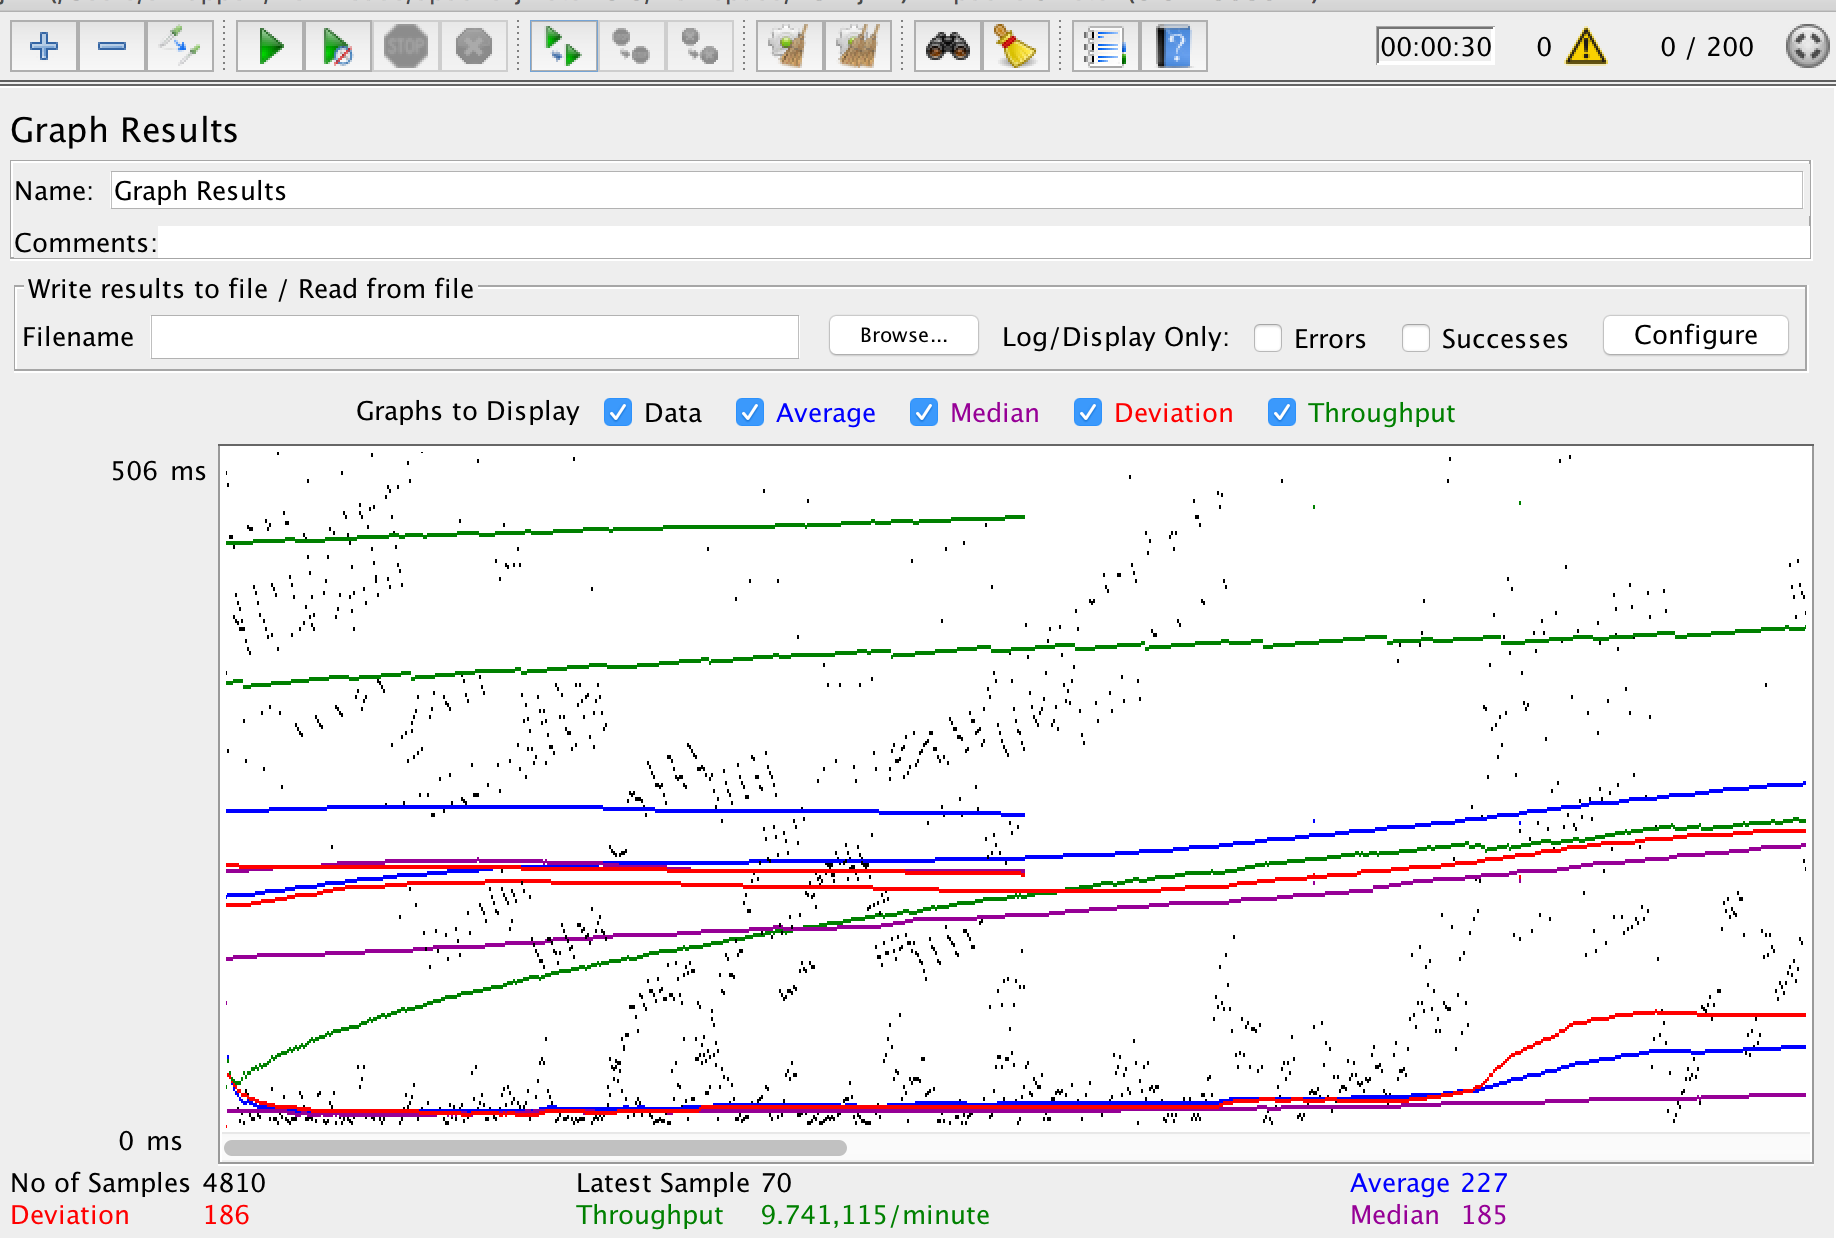 00:00:30 0 0 / 200
Graph Results
Name: Graph Results
Comments:
Write results to file / Read from file
Filename Browse... Log/Display Only: Errors Successes Configure
Graphs to Display Data Average Median Deviation Throughput
506 ms
0 ms
No of Samples 4810 Latest Sample 70 Average 227
Deviation 186 Throughput 9.741,115/minute Median 185